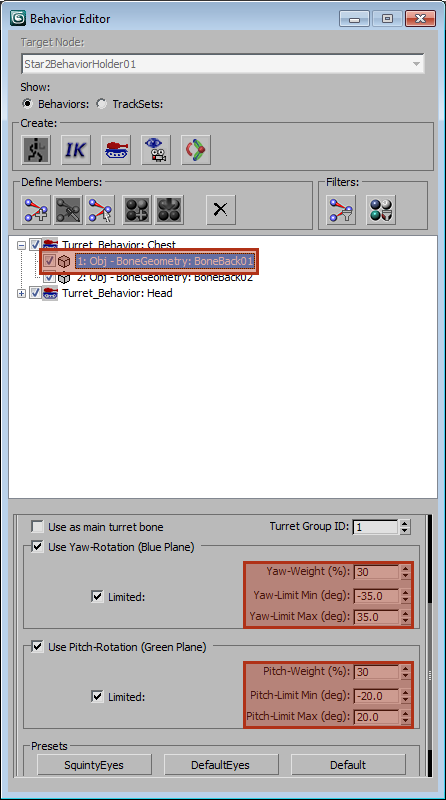 Behavior Editor
Target Node:
Star2BehaviorHolder01
Show:
Behaviors: TrackSets:
Create:
IK
Define Members: Filters:
Turret_Behavior: Chest
1: Obj - BoneGeometry: BoneBack01
2: Obj - BoneGeometry: BoneBack02
Turret_Behavior: Head
Use as main turret bone Turret Group ID: 1
Use Yaw-Rotation (Blue Plane)
Yaw-Weight (%): 30
Limited: Yaw-Limit Min (deg): -35.0
Yaw-Limit Max (deg): 35.0
Use Pitch-Rotation (Green Plane)
Pitch-Weight (%): 30
Limited: Pitch-Limit Min (deg): -20.0
Pitch-Limit Max (deg): 20.0
Presets
SquintyEyes DefaultEyes Default